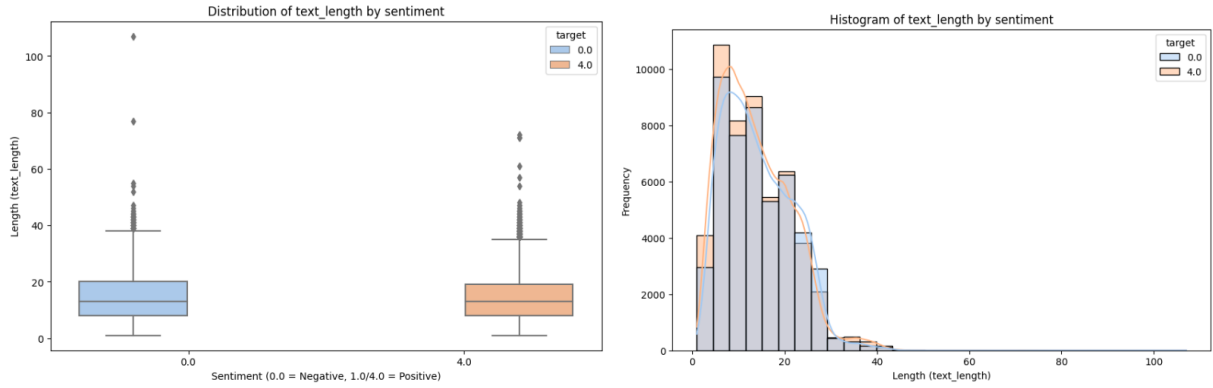 Distribution of text_length by sentiment
target
0.0
4.0
Length (text_length)
100
80
60
40
20
0
0.0 4.0
Sentiment (0.0 = Negative, 1.0/4.0 = Positive)
Histogram of text_length by sentiment
target
0.0
4.0
Frequency
10000
8000
6000
4000
2000
0
0 20 40 60 80 100
Length (text_length)